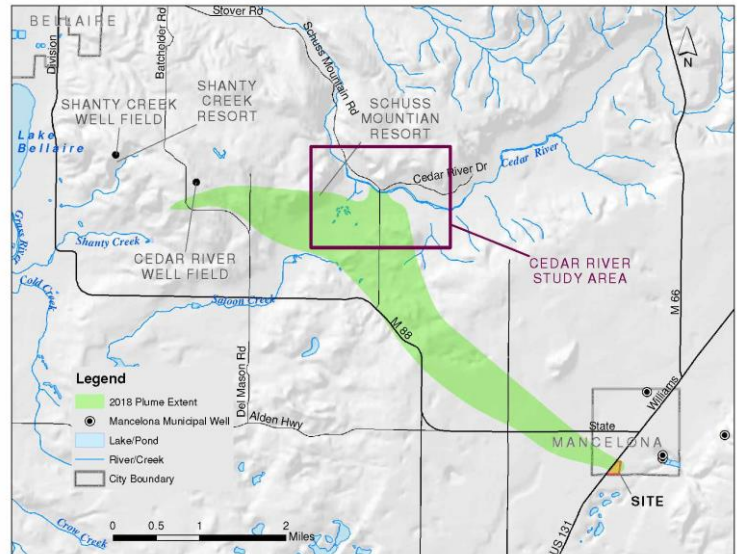 BELLAIRE
Division
Batchelder Rd
Stover Rd
Schuss Mountain Rd
SHANTY CREEK
WELL FIELD
SHANTY
CREEK
RESORT
SCHUSS
MOUNTIAN
RESORT
N
Lake
Bellaire
Cedar River Dr
Cedar River
Grass River
Shanty Creek
CEDAR RIVER
WELL FIELD
CEDAR RIVER
STUDY AREA
Cold Creek
Saloon Creek
M 66
M 88
Del Mason Rd
Williams
Legend
2018 Plume Extent
Mancelona Municipal Well
Lake/Pond
River/Creek
City Boundary
Alden Hwy
State
MANCELONA
SITE
US 131
Crow Creek
0 0.5 1 2
Miles